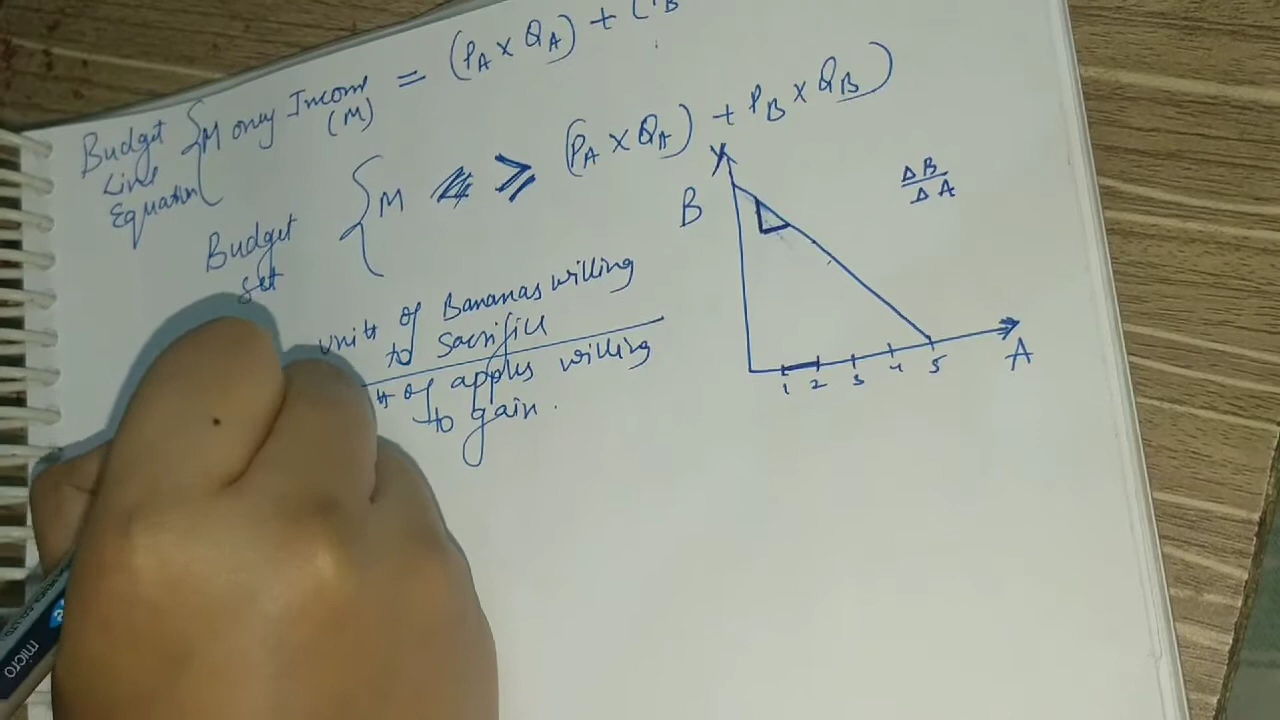 Money Income = (PA × QA) + (PB
(M)
Budget
Line
Equation
M ≥ (PA × QA) + PB × QB)
Budget
Set
units of Bananas willing
to Sacrifice
of apples willing
to gain.
Y
B
ΔB
ΔA
1 2 3 4 5
A
micro